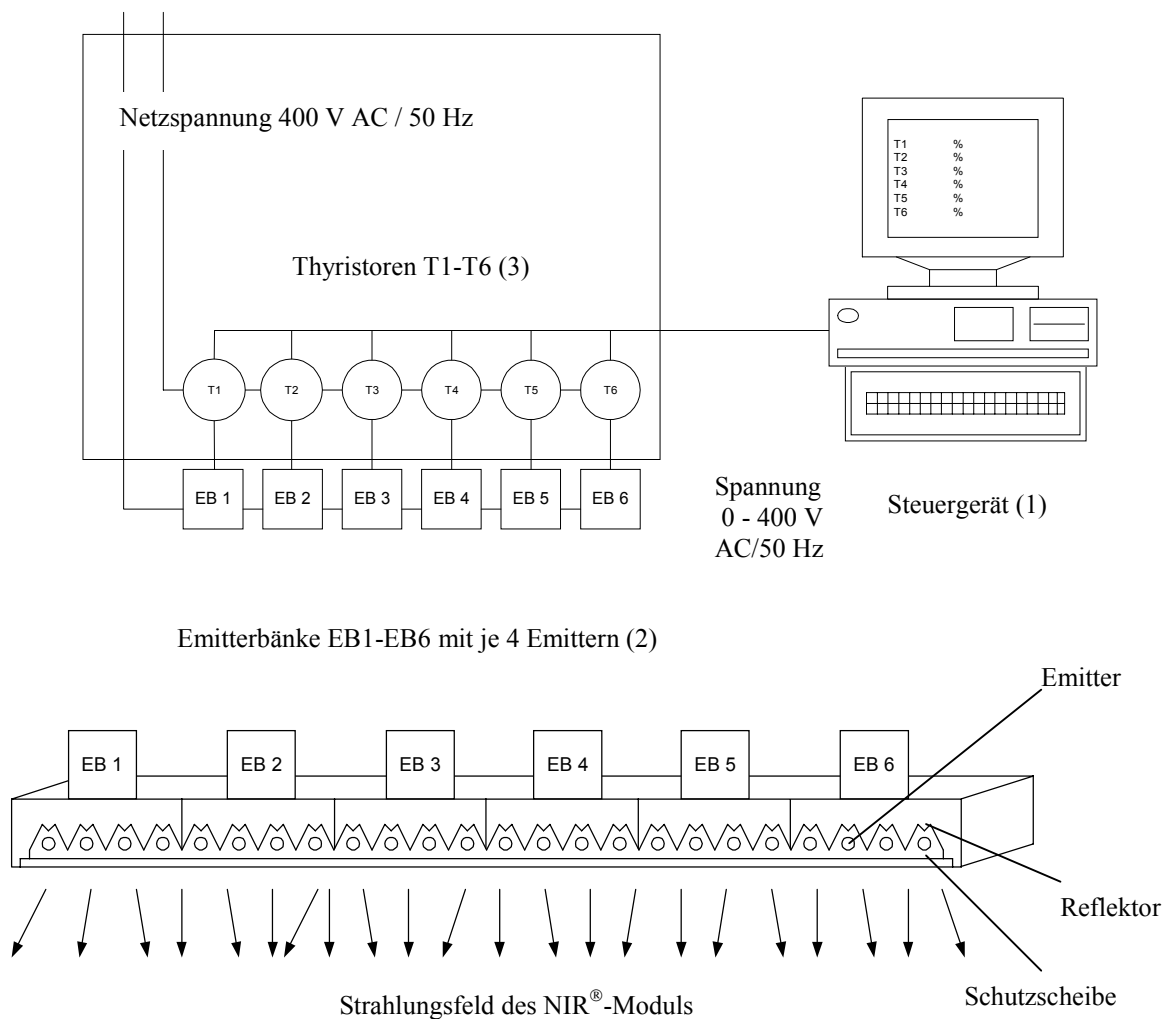 Netzspannung 400 V AC / 50 Hz
T1 %
T2 %
T3 %
T4 %
T5 %
T6 %
Thyristoren T1-T6 (3)
T1 T2 T3 T4 T5 T6
EB 1 EB 2 EB 3 EB 4 EB 5 EB 6
Spannung
0 - 400 V
AC/50 Hz
Steuergerät (1)
Emitterbänke EB1-EB6 mit je 4 Emittern (2)
Emitter
EB 1 EB 2 EB 3 EB 4 EB 5 EB 6
Reflektor
Schutzscheibe
Strahlungsfeld des NIR®-Moduls